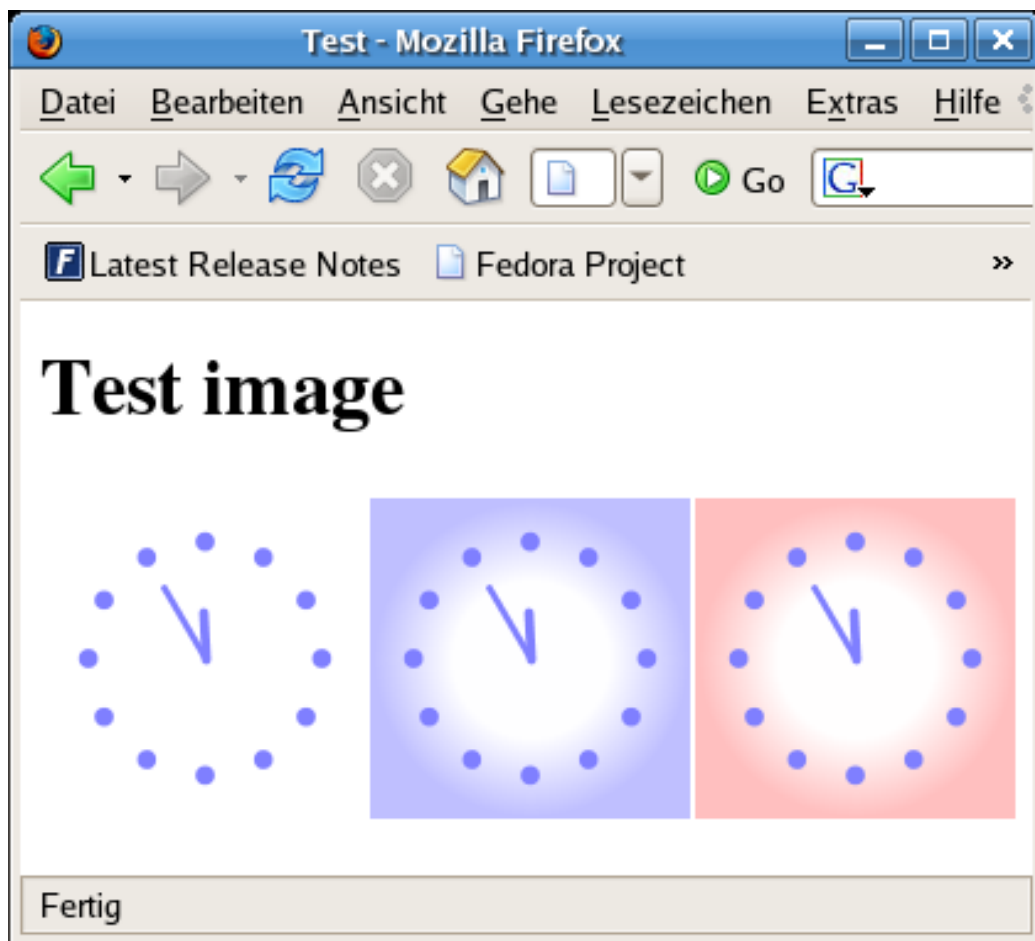 Test - Mozilla Firefox
Datei Bearbeiten Ansicht Gehe Lesezeichen Extras Hilfe
Go G
F Latest Release Notes Fedora Project »
Test image
Fertig